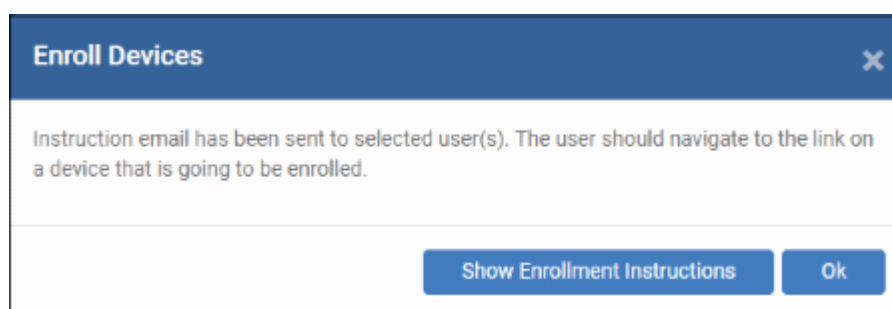 Enroll Devices
Instruction email has been sent to selected user(s). The user should navigate to the link on
a device that is going to be enrolled.
Show Enrollment Instructions
Ok